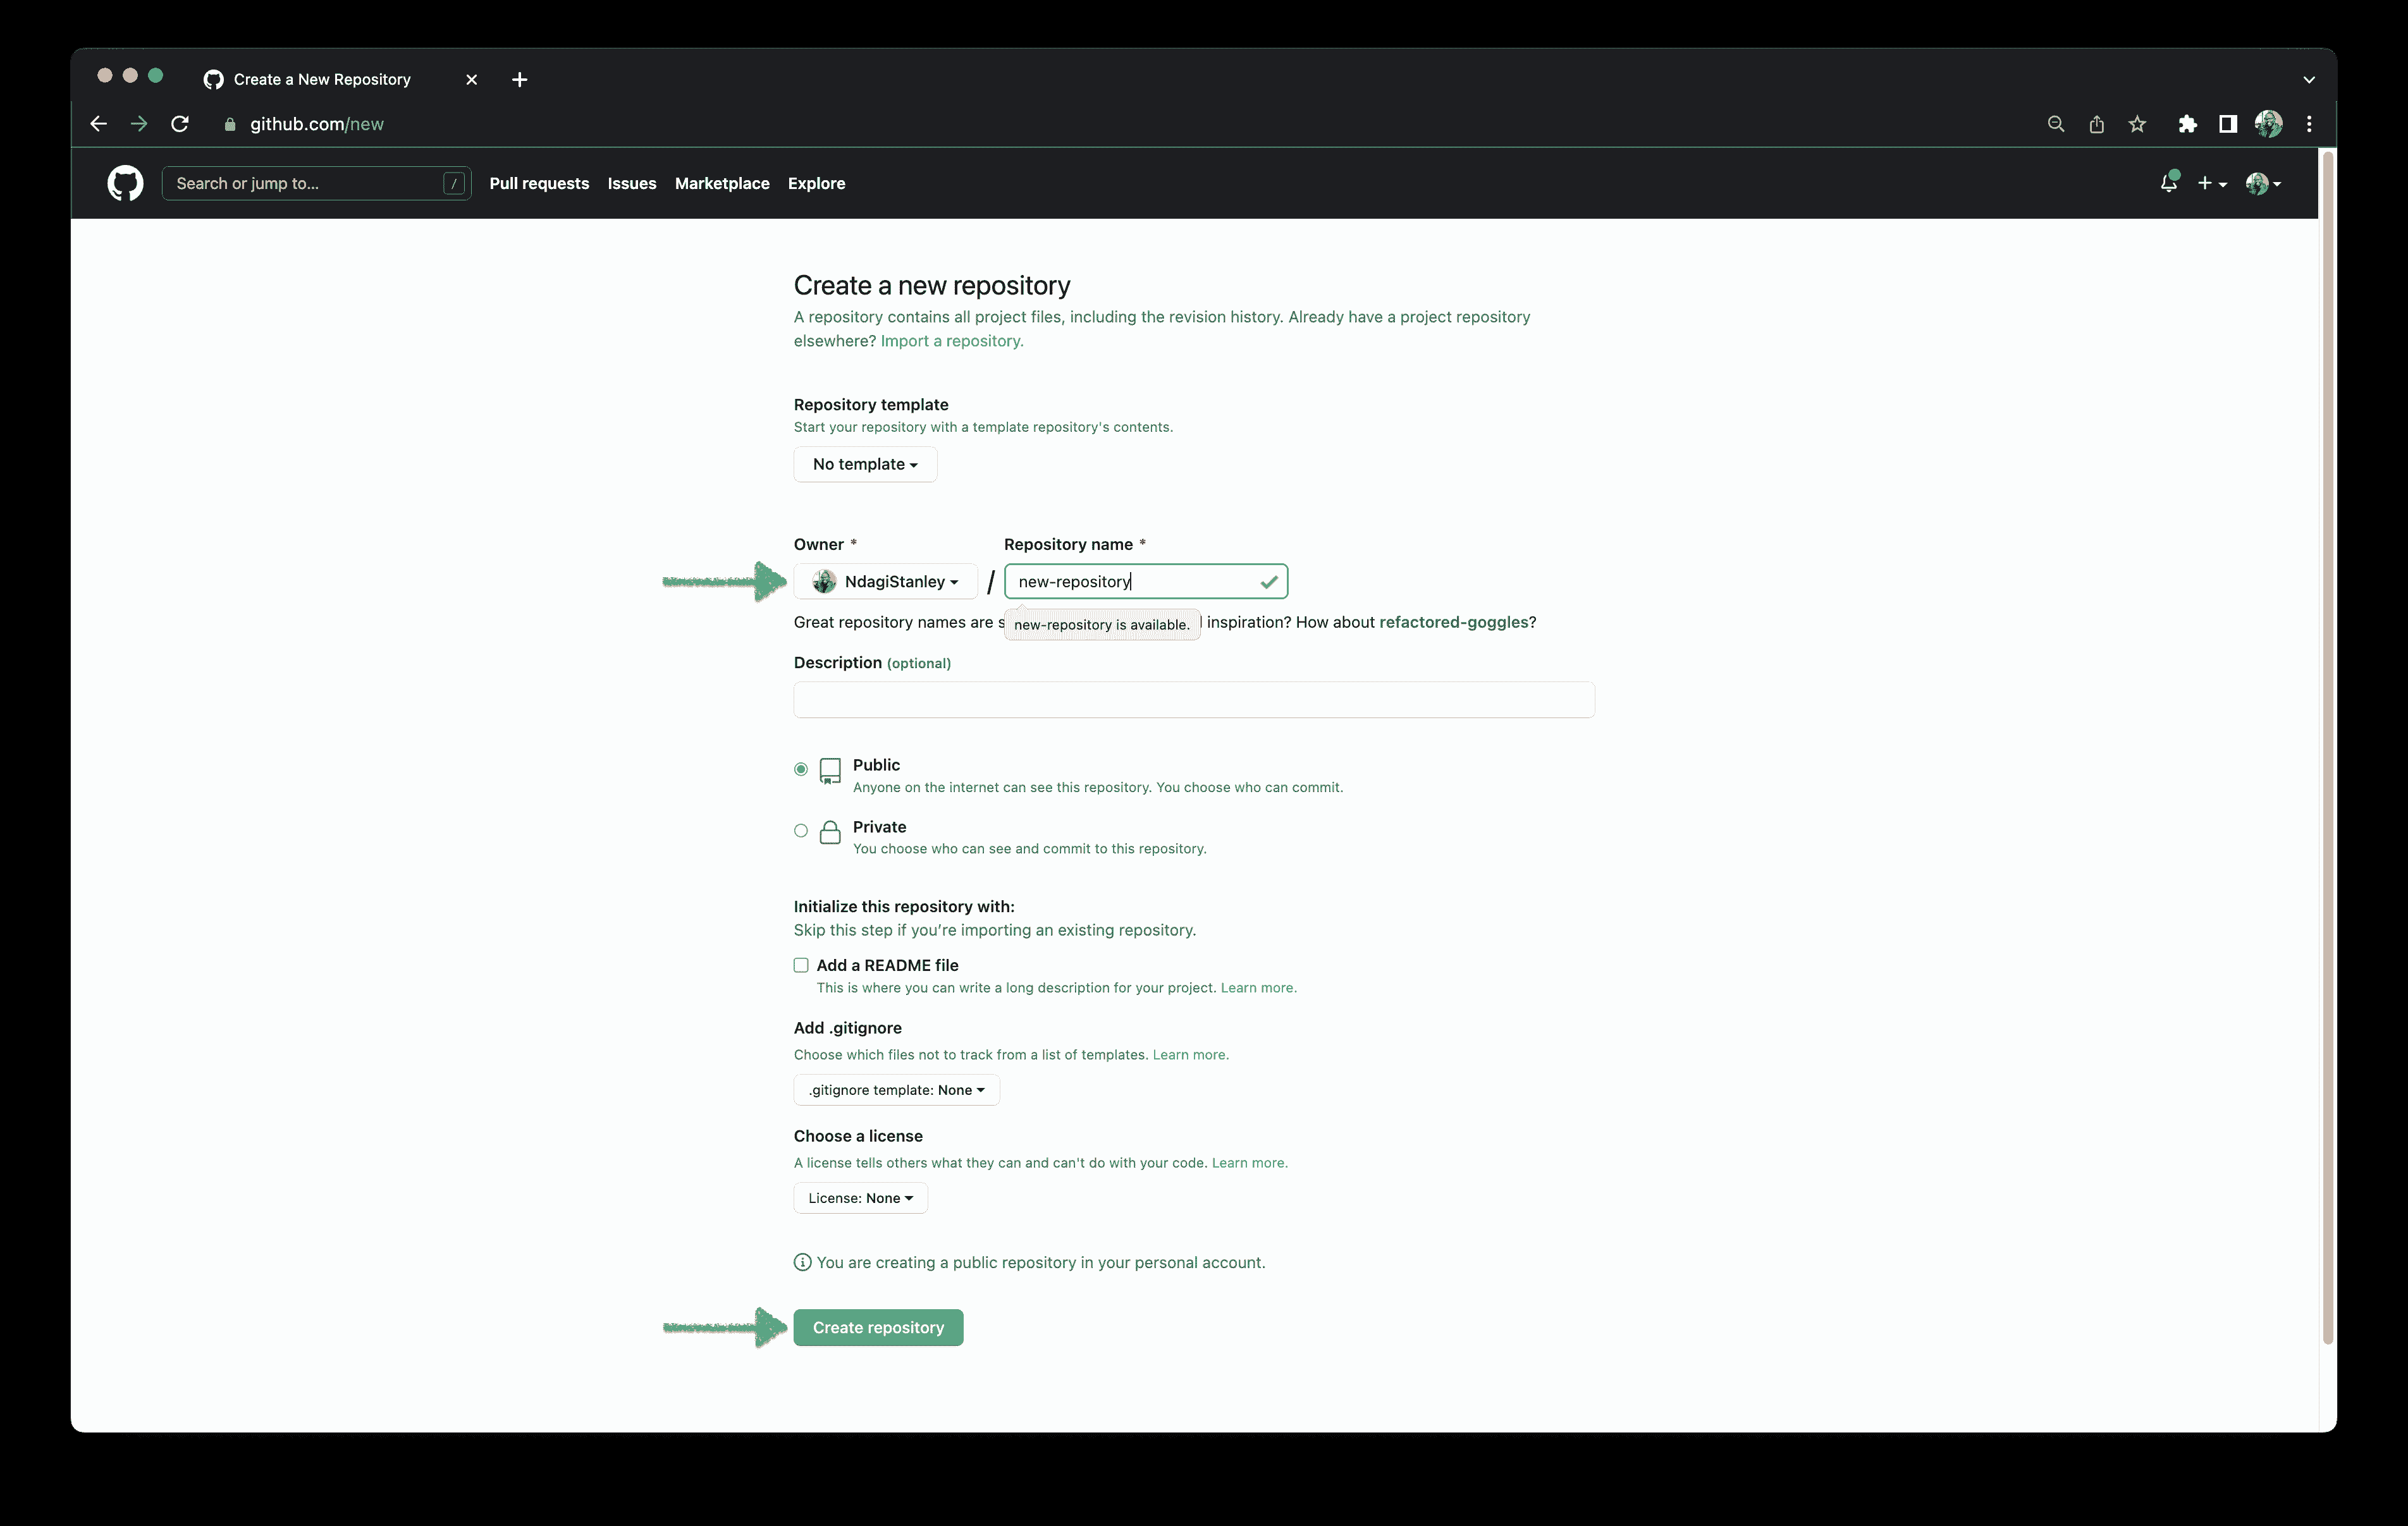 Create a New Repository
github.com/new
Search or jump to... /
Pull requests Issues Marketplace Explore
Create a new repository
A repository contains all project files, including the revision history. Already have a project repository
elsewhere? Import a repository.
Repository template
Start your repository with a template repository's contents.
No template
Owner * Repository name *
NdagiStanley / new-repository
Great repository names are s
new-repository is available.
inspiration? How about refactored-goggles?
Description (optional)
Public
Anyone on the internet can see this repository. You choose who can commit.
Private
You choose who can see and commit to this repository.
Initialize this repository with:
Skip this step if you're importing an existing repository.
Add a README file
This is where you can write a long description for your project. Learn more.
Add .gitignore
Choose which files not to track from a list of templates. Learn more.
.gitignore template: None
Choose a license
A license tells others what they can and can't do with your code. Learn more.
License: None
You are creating a public repository in your personal account.
Create repository